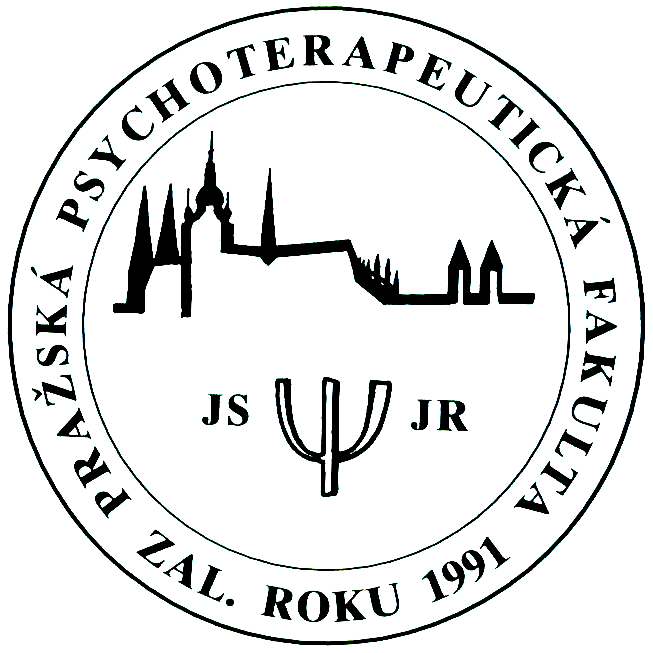 PRAŽSKÁ PSYCHOTERAPEUTICKÁ FAKULTA
ZAL. ROKU 1991
JS JR